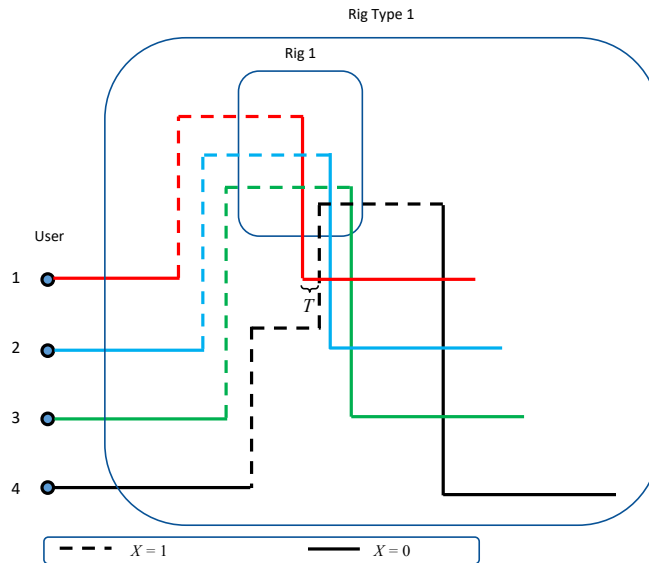 Rig Type 1
Rig 1
User
1
T
2
3
4
X = 1
X = 0